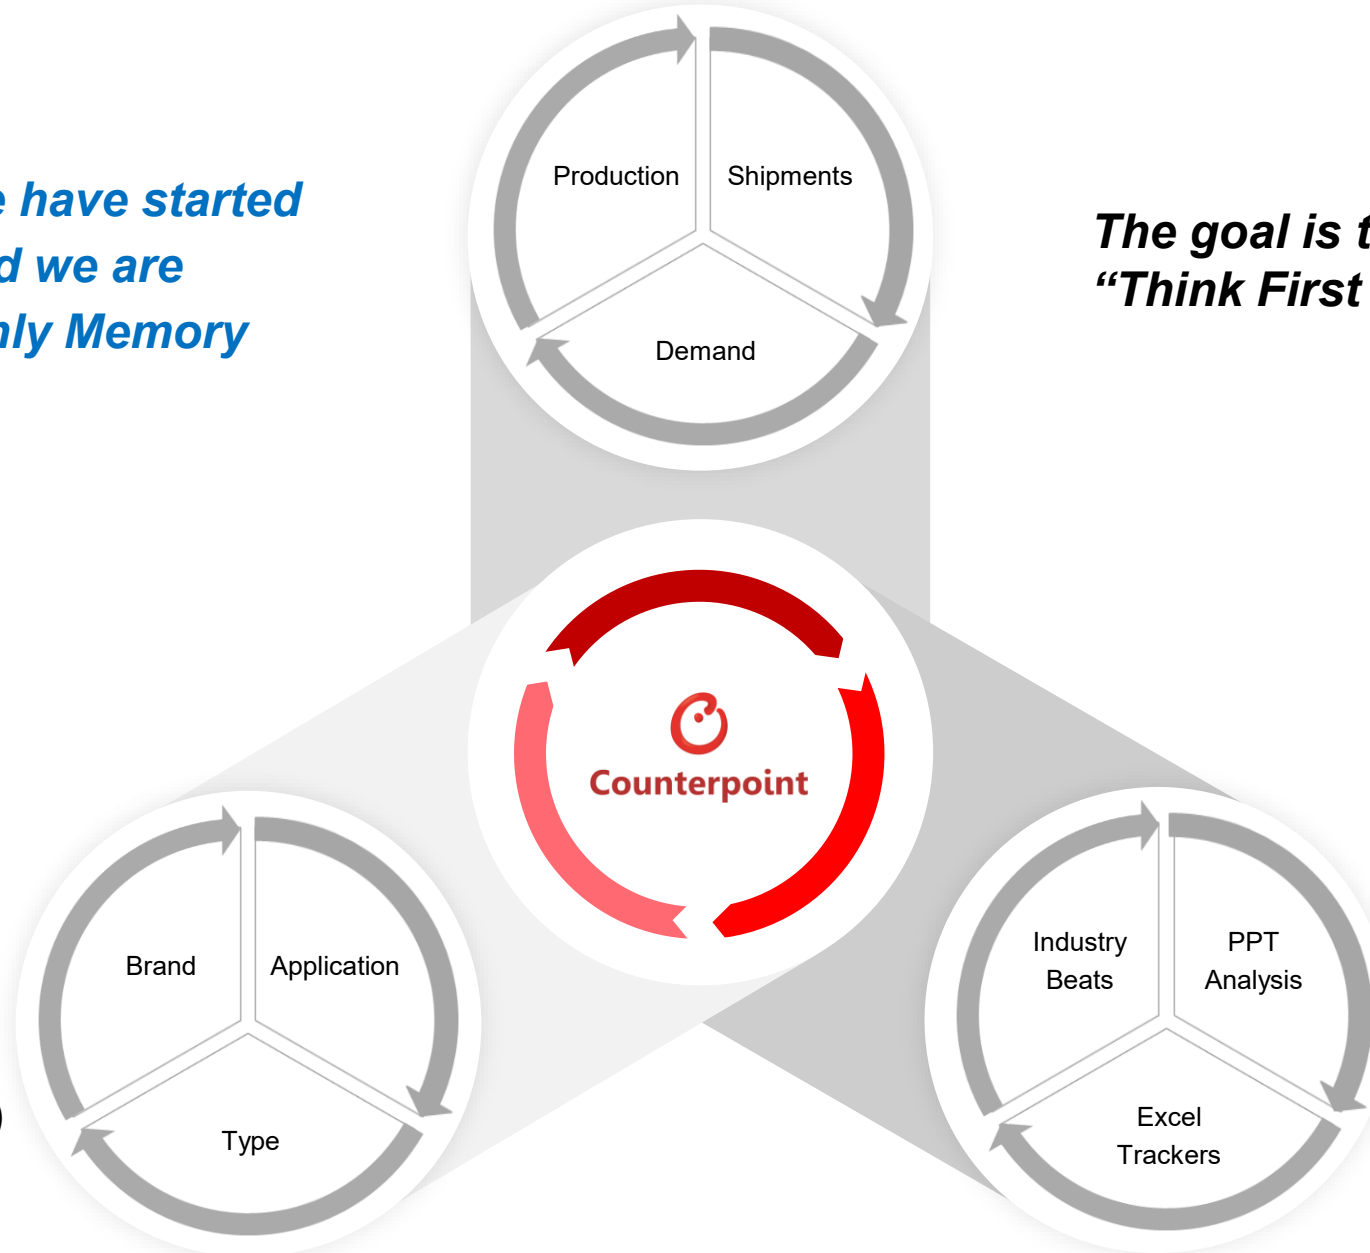 Production
Shipments
Demand
have started
we are
Memory
The goal is
“Think First
Counterpoint
Brand
Application
Type
)
Industry
Beats
PPT
Analysis
Excel
Trackers